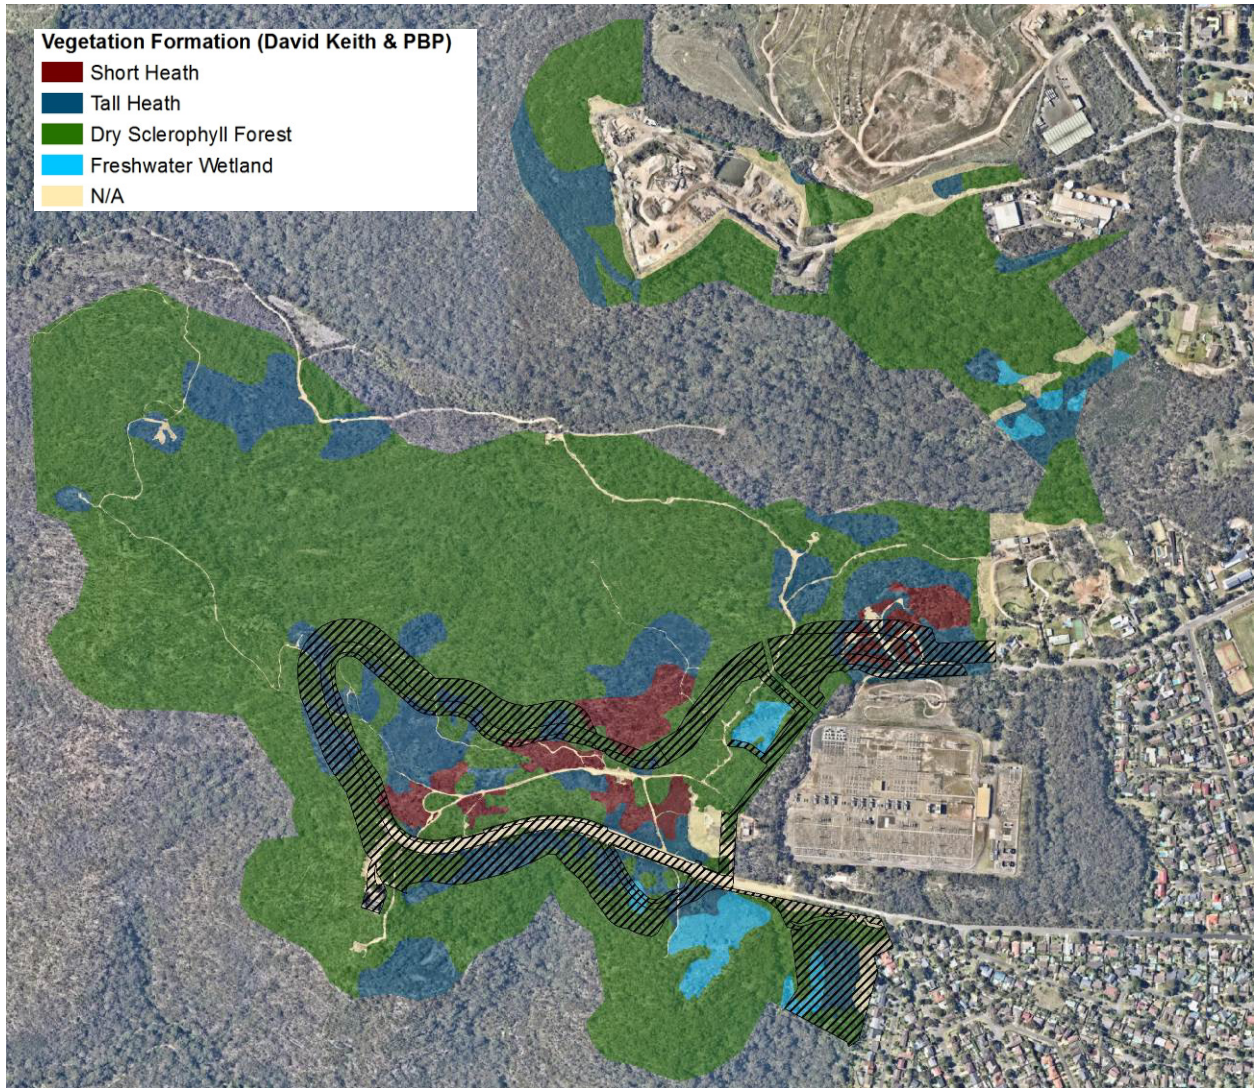 Vegetation Formation (David Keith & PBP)
Short Heath
Tall Heath
Dry Sclerophyll Forest
Freshwater Wetland
N/A